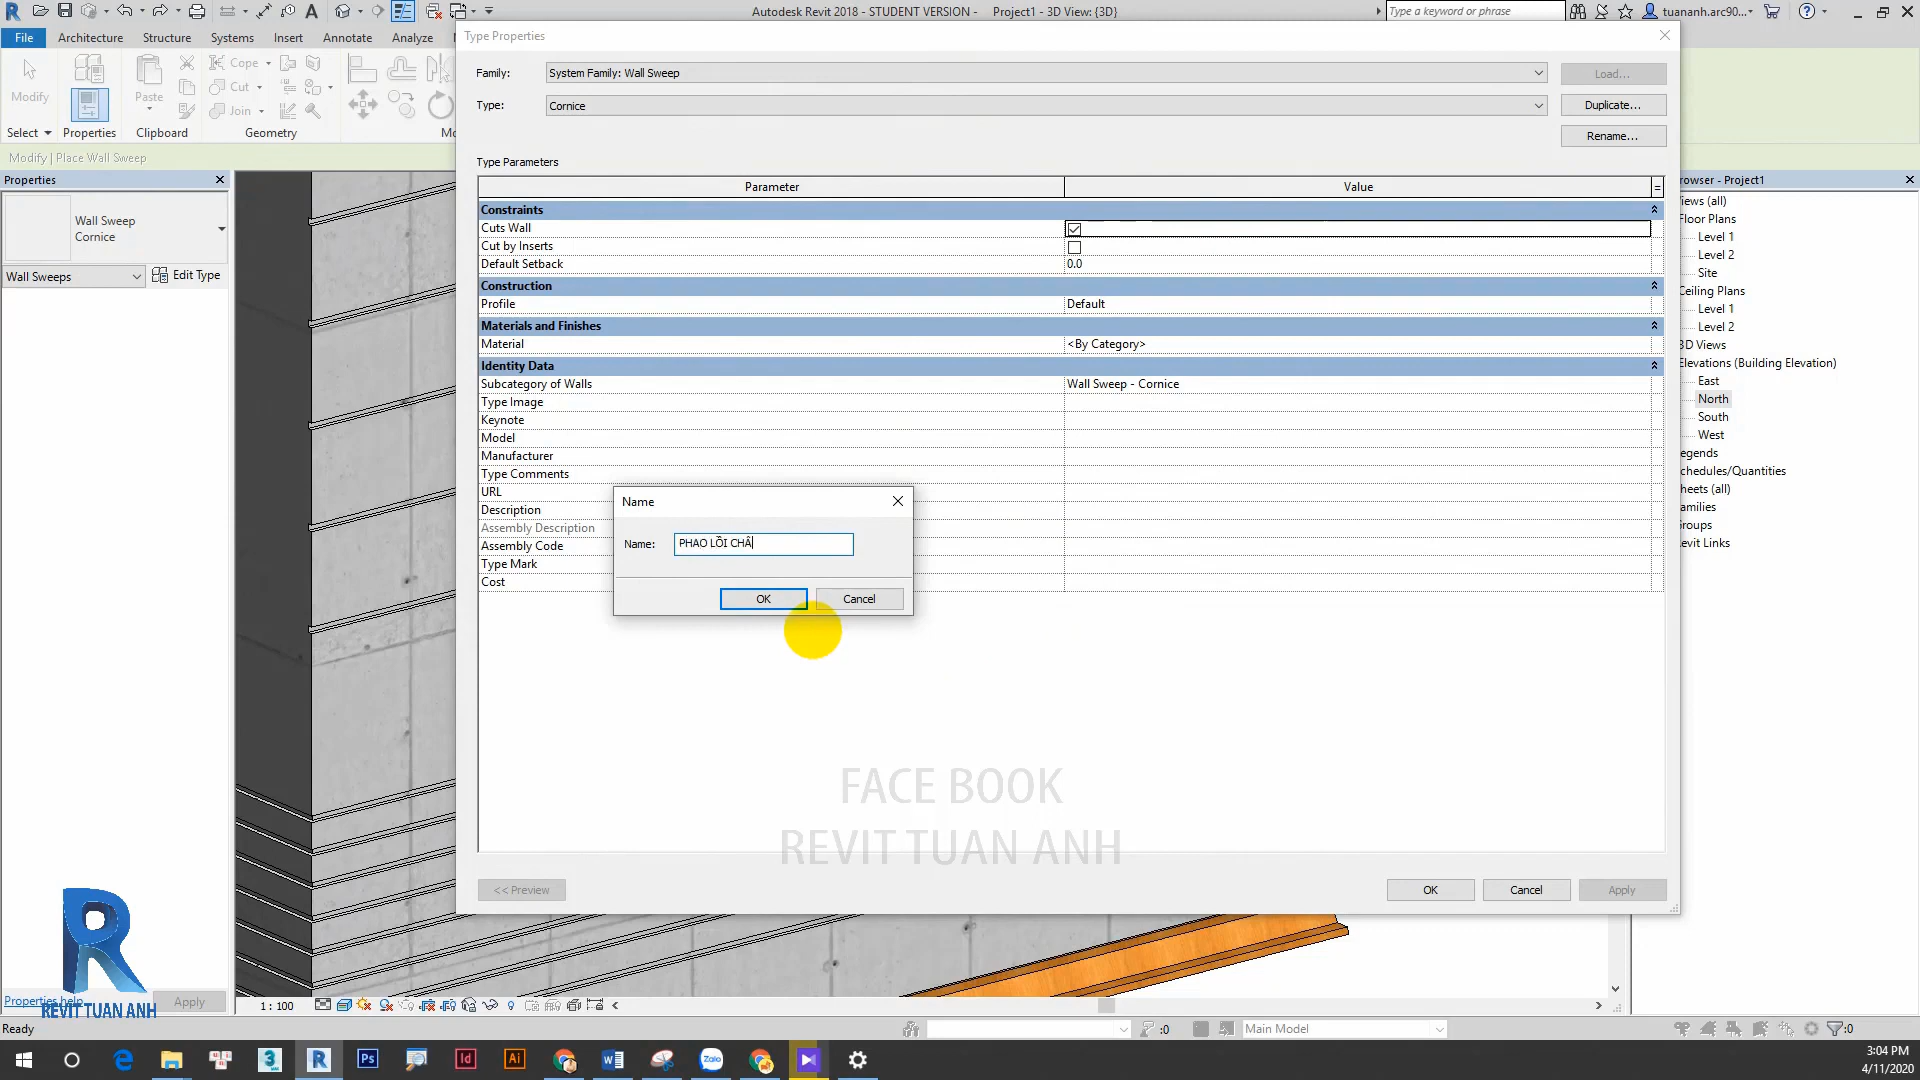 Autodesk Revit 2018 - STUDENT VERSION - Project1 - 3D View: {3D}
Type a keyword or phrase
tuananh.arc90...
File Architecture Structure Systems Insert Annotate Analyze
Modify
Paste
Cope
Cut
Join
Select Properties Clipboard Geometry
Modify | Place Wall Sweep
Properties
Wall Sweep
Cornice
Wall Sweeps
Edit Type
Type Properties
Family: System Family: Wall Sweep Load...
Type: Cornice Duplicate...
Rename...
Type Parameters
Parameter Value =
Constraints
Cuts Wall
Cut by Inserts
Default Setback 0.0
Construction
Profile Default
Materials and Finishes
Material <By Category>
Identity Data
Subcategory of Walls Wall Sweep - Cornice
Type Image
Keynote
Model
Manufacturer
Type Comments
URL
Description
Assembly Description
Assembly Code
Type Mark
Cost
Name
Name: PHAO LỒI CHÂ
OK Cancel
FACE BOOK
REVIT TUAN ANH
<< Preview OK Cancel Apply
rowser - Project1
iews (all)
Floor Plans
Level 1
Level 2
Site
Ceiling Plans
Level 1
Level 2
3D Views
Elevations (Building Elevation)
East
North
South
West
egends
chedules/Quantities
heets (all)
amilies
roups
evit Links
Properties help
Apply
R
REVIT TUAN ANH
1 : 100
Ready
:0
Main Model
:0
3:04 PM
4/11/2020